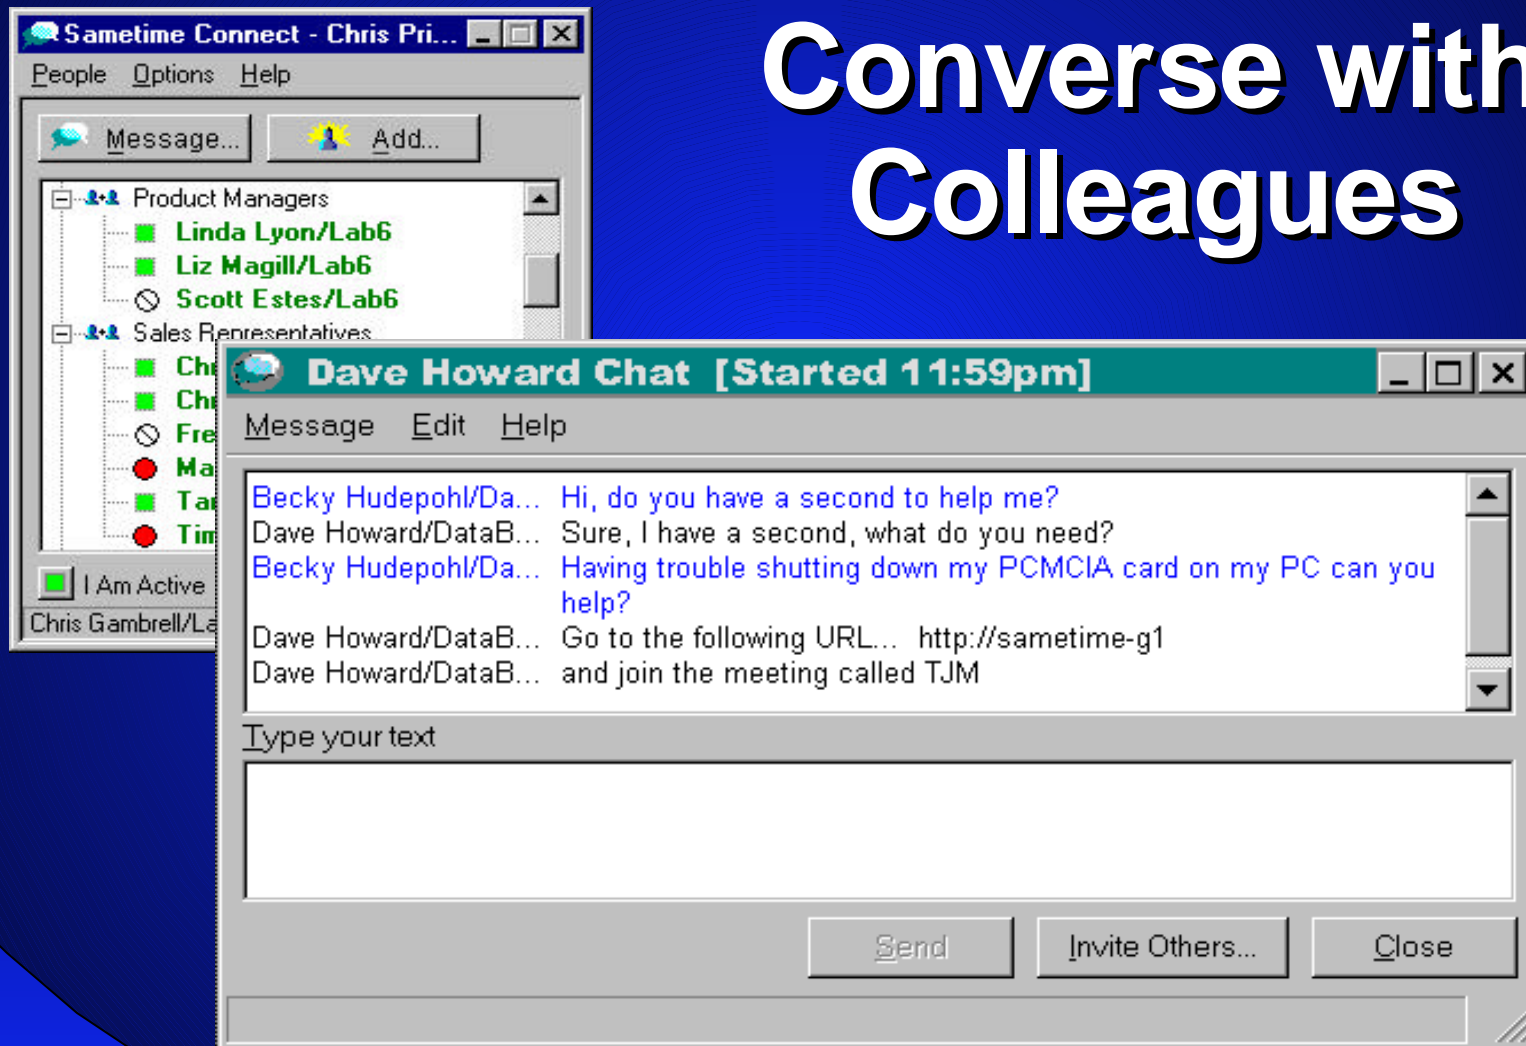 Sametime Connect - Chris Pri...
People Options Help
Message... Add...
Product Managers
Linda Lyon/Lab6
Liz Magill/Lab6
Scott Estes/Lab6
Sales Representatives
I Am Active
Chris Gambrell/La
Converse with
Colleagues
Dave Howard Chat [Started 11:59pm]
Message Edit Help
Becky Hudepohl/Da... Hi, do you have a second to help me?
Dave Howard/DataB... Sure, I have a second, what do you need?
Becky Hudepohl/Da... Having trouble shutting down my PCMCIA card on my PC can you
help?
Dave Howard/DataB... Go to the following URL... http://sametime-g1
Dave Howard/DataB... and join the meeting called TJM
Type your text
Send Invite Others... Close